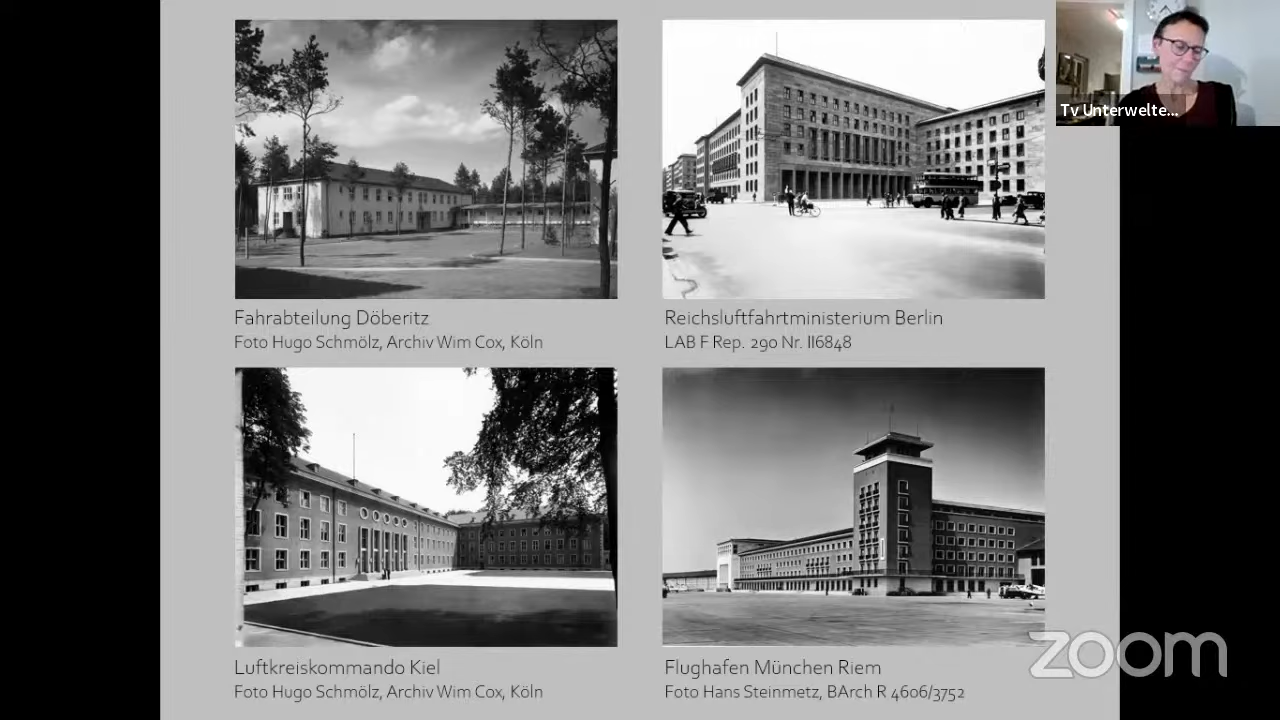 Tv Unterwelte...
Fahrabteilung Döberitz
Foto Hugo Schmölz, Archiv Wim Cox, Köln
Reichsluftfahrtministerium Berlin
LAB F Rep. 290 Nr. II6848
Luftkreiskommando Kiel
Foto Hugo Schmölz, Archiv Wim Cox, Köln
Flughafen München Riem
Foto Hans Steinmetz, BArch R 4606/3752
zoom